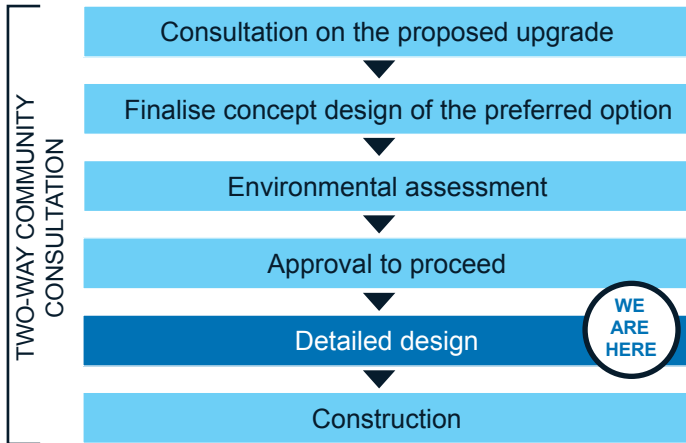 TWO-WAY COMMUNITY
CONSULTATION
Consultation on the proposed upgrade
Finalise concept design of the preferred option
Environmental assessment
Approval to proceed
Detailed design
WE
ARE
HERE
Construction